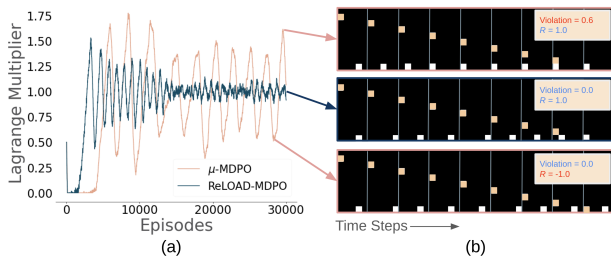 Lagrange Multiplier
1.75
1.50
1.25
1.00
0.75
0.50
0.25
0.00
μ-MDPO
ReLOAD-MDPO
0
10000
20000
30000
Episodes
(a)
Violation = 0.6
R = 1.0
Violation = 0.0
R = 1.0
Violation = 0.0
R = -1.0
Time Steps
(b)